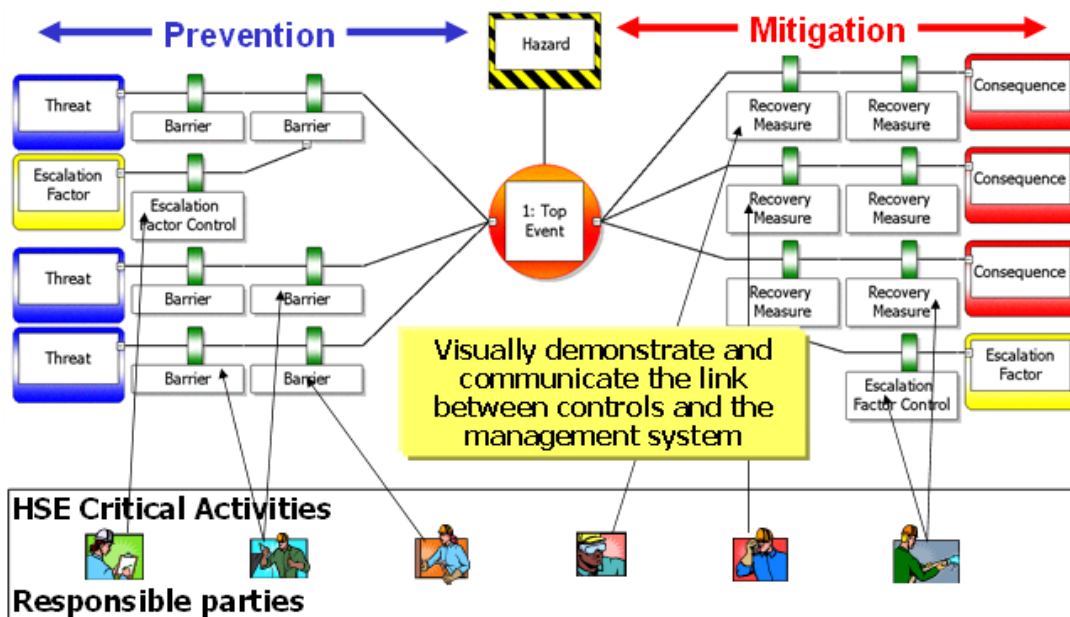 Prevention
Hazard
Mitigation
Threat
Barrier
Barrier
Recovery
Measure
Recovery
Measure
Consequence
Escalation
Factor
Escalation
Factor Control
1: Top
Event
Recovery
Measure
Recovery
Measure
Consequence
Threat
Barrier
Barrier
Recovery
Measure
Recovery
Measure
Consequence
Threat
Barrier
Barrier
Visually demonstrate and
communicate the link
between controls and the
management system
Escalation
Factor Control
Escalation
Factor
HSE Critical Activities
Responsible parties